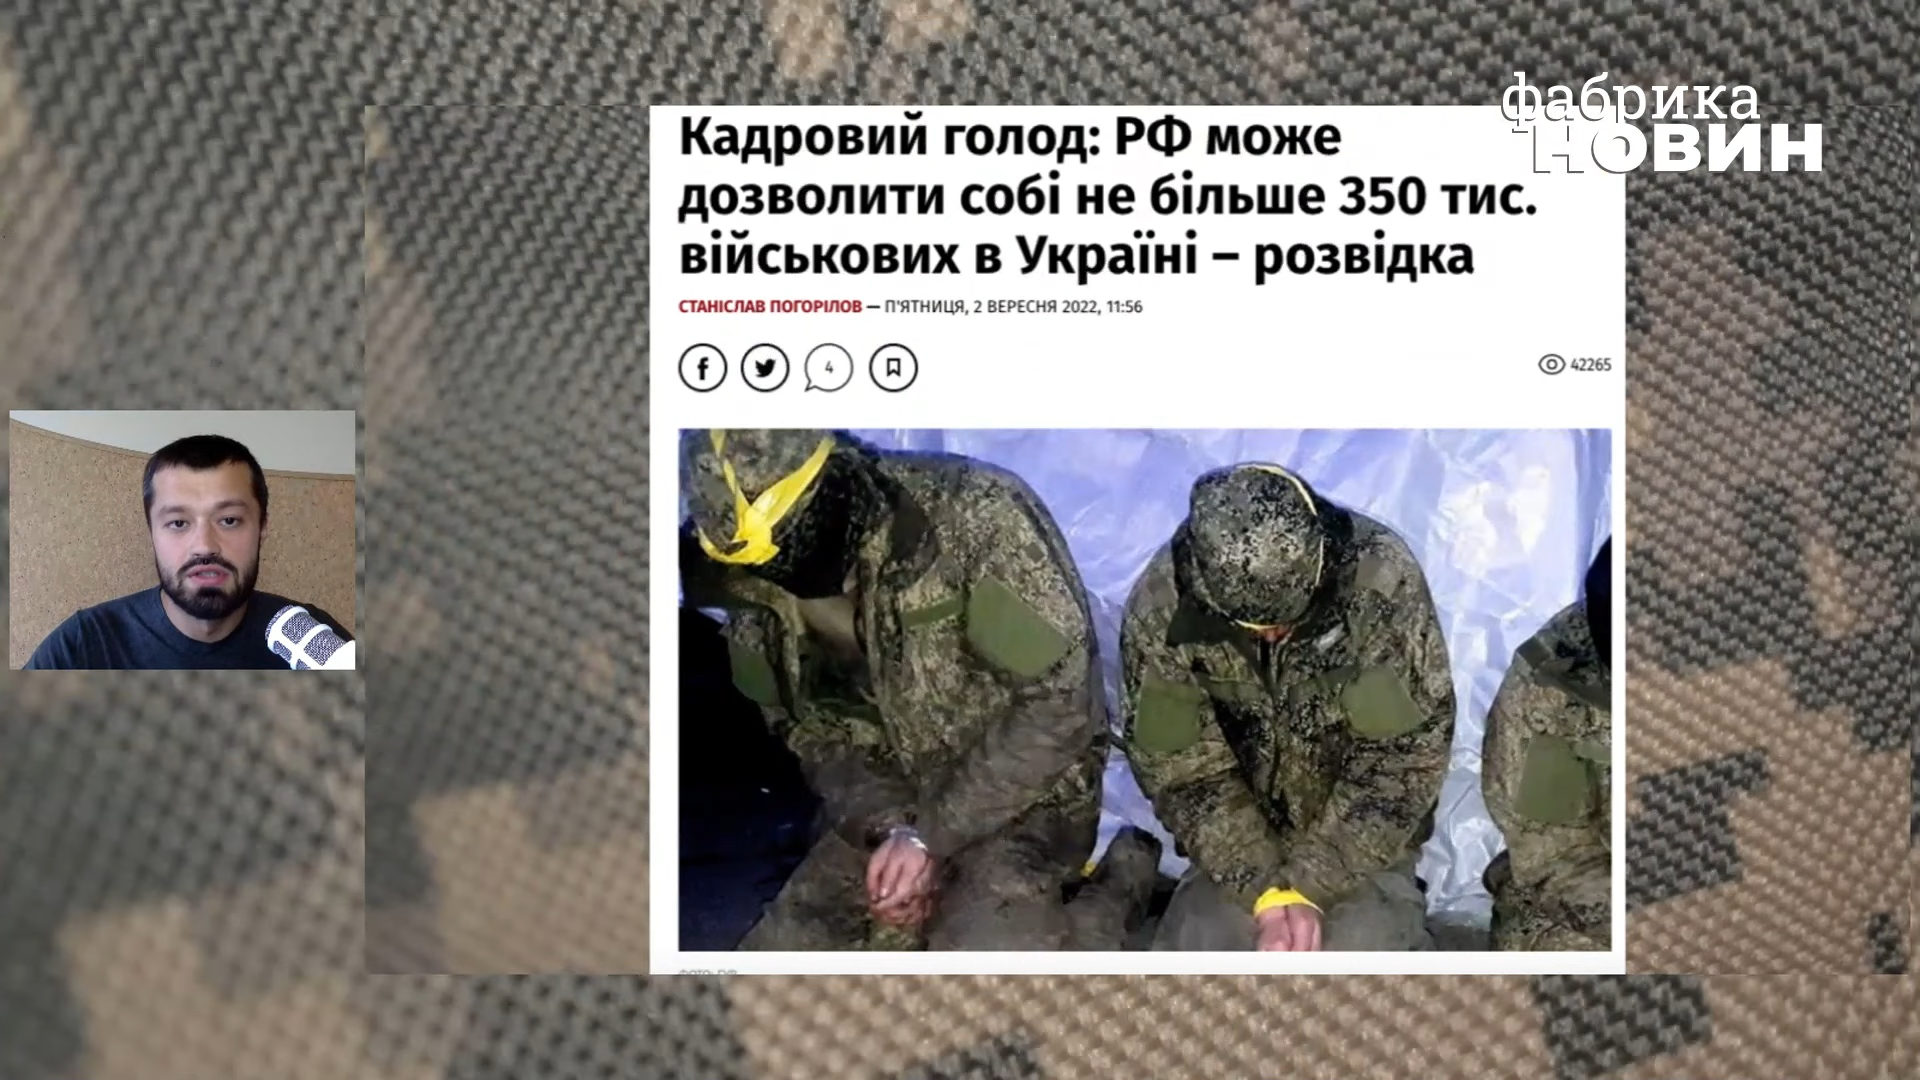 фабрика
новин
Кадровий голод: РФ може
дозволити собі не більше 350 тис.
військових в Україні – розвідка
СТАНІСЛАВ ПОГОРІЛОВ — П'ЯТНИЦЯ, 2 ВЕРЕСНЯ 2022, 11:56
4
42265